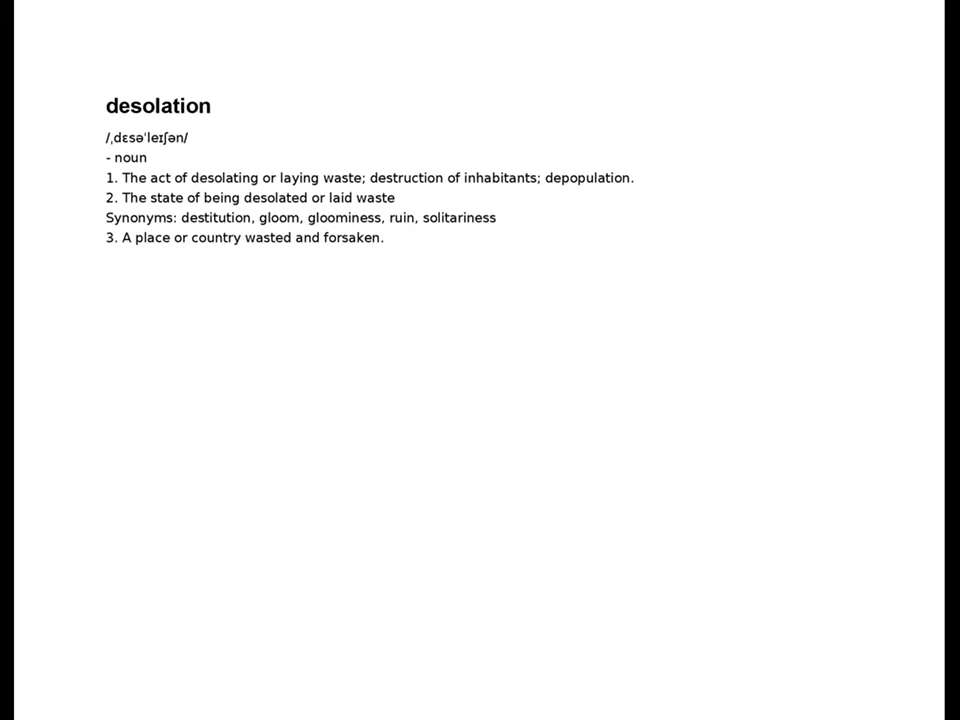 desolation
/ˌdɛsəˈleɪʃən/
- noun
1. The act of desolating or laying waste; destruction of inhabitants; depopulation.
2. The state of being desolated or laid waste
Synonyms: destitution, gloom, gloominess, ruin, solitariness
3. A place or country wasted and forsaken.